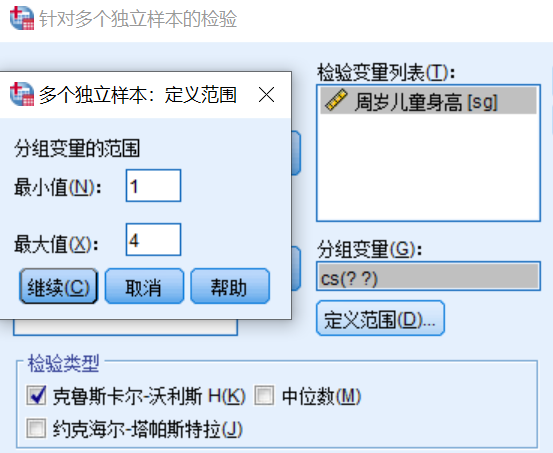 针对多个独立样本的检验
多个独立样本：定义范围
分组变量的范围
最小值(N)： 1
最大值(X)： 4
继续(C) 取消 帮助
检验变量列表(T)：
周岁儿童身高 [sg]
分组变量(G)：
cs(? ?)
定义范围(D)...
检验类型
克鲁斯卡尔-沃利斯 H(K) 中位数(M)
约克海尔-塔帕斯特拉(J)